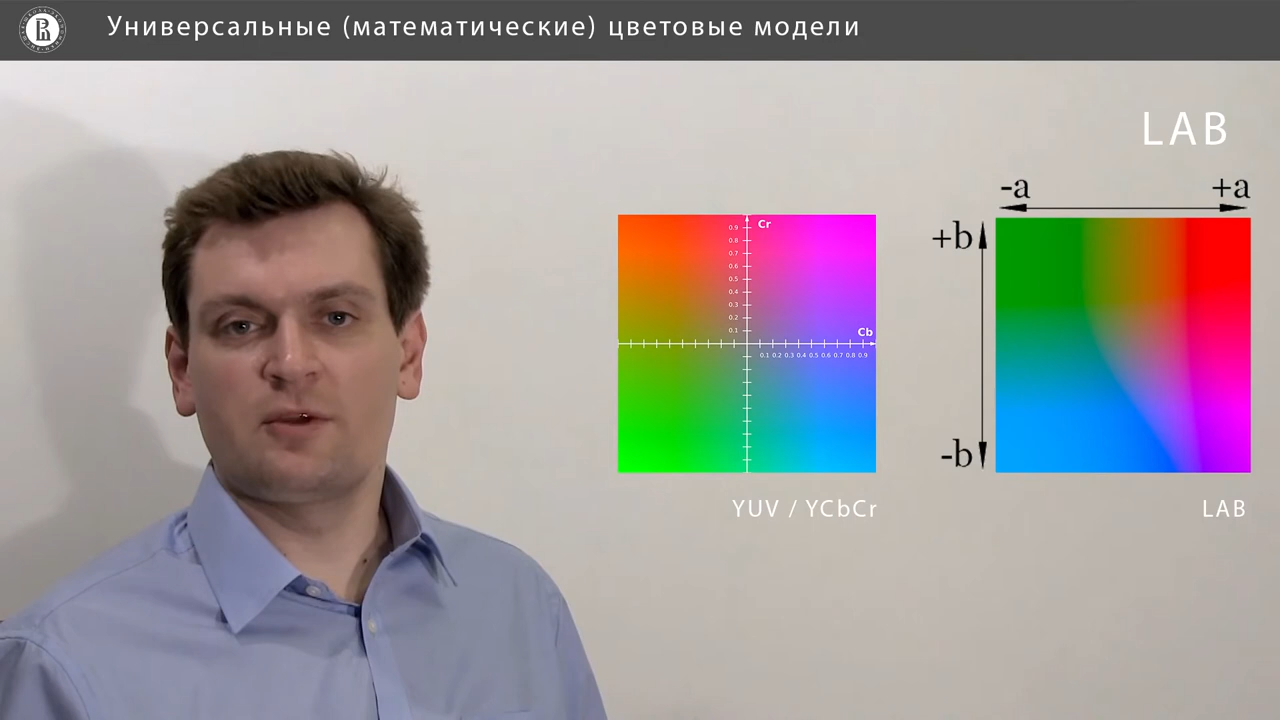 Универсальные (математические) цветовые модели
LAB
Cr
0.9
0.8
0.7
0.6
0.5
0.4
0.3
0.2
0.1
Cb
0.1 0.2 0.3 0.4 0.5 0.6 0.7 0.8 0.9
YUV / YCbCr
-a +a
+b
-b
LAB